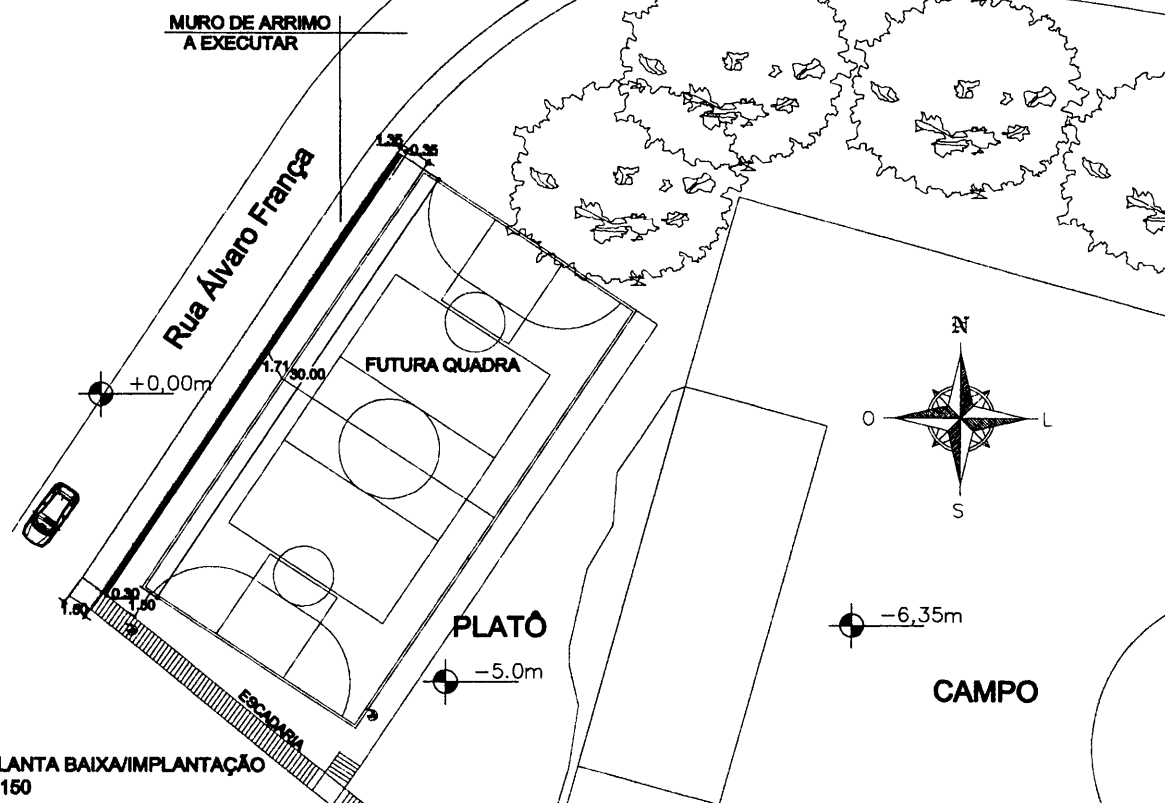 MURO DE ARRIMO
A EXECUTAR
1.35
0.35
Rua Álvaro França
+0,00m
1.71
30.00
FUTURA QUADRA
N
O
L
S
0.30
1.50
1.50
PLATÔ
-5.0m
-6,35m
CAMPO
ESCADARIA
LANTA BAIXA/IMPLANTAÇÃO
150